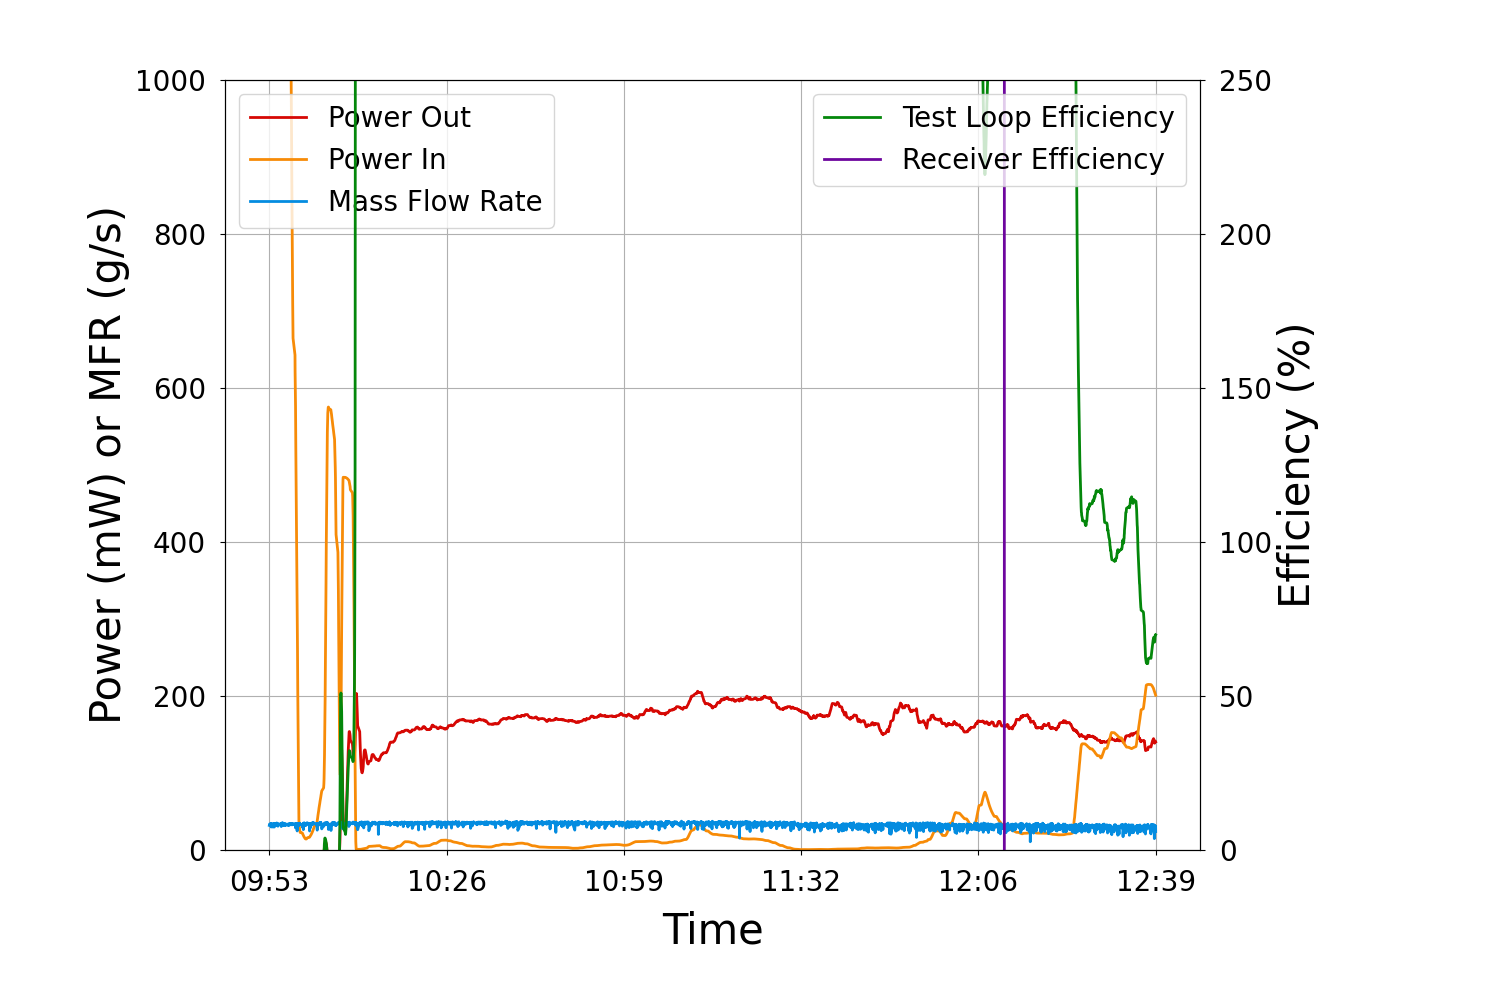 1000
800
600
400
200
0
Power (mW) or MFR (g/s)
Power Out
Power In
Mass Flow Rate
Test Loop Efficiency
Receiver Efficiency
250
200
150
100
50
0
Efficiency (%)
09:53 10:26 10:59 11:32 12:06 12:39
Time